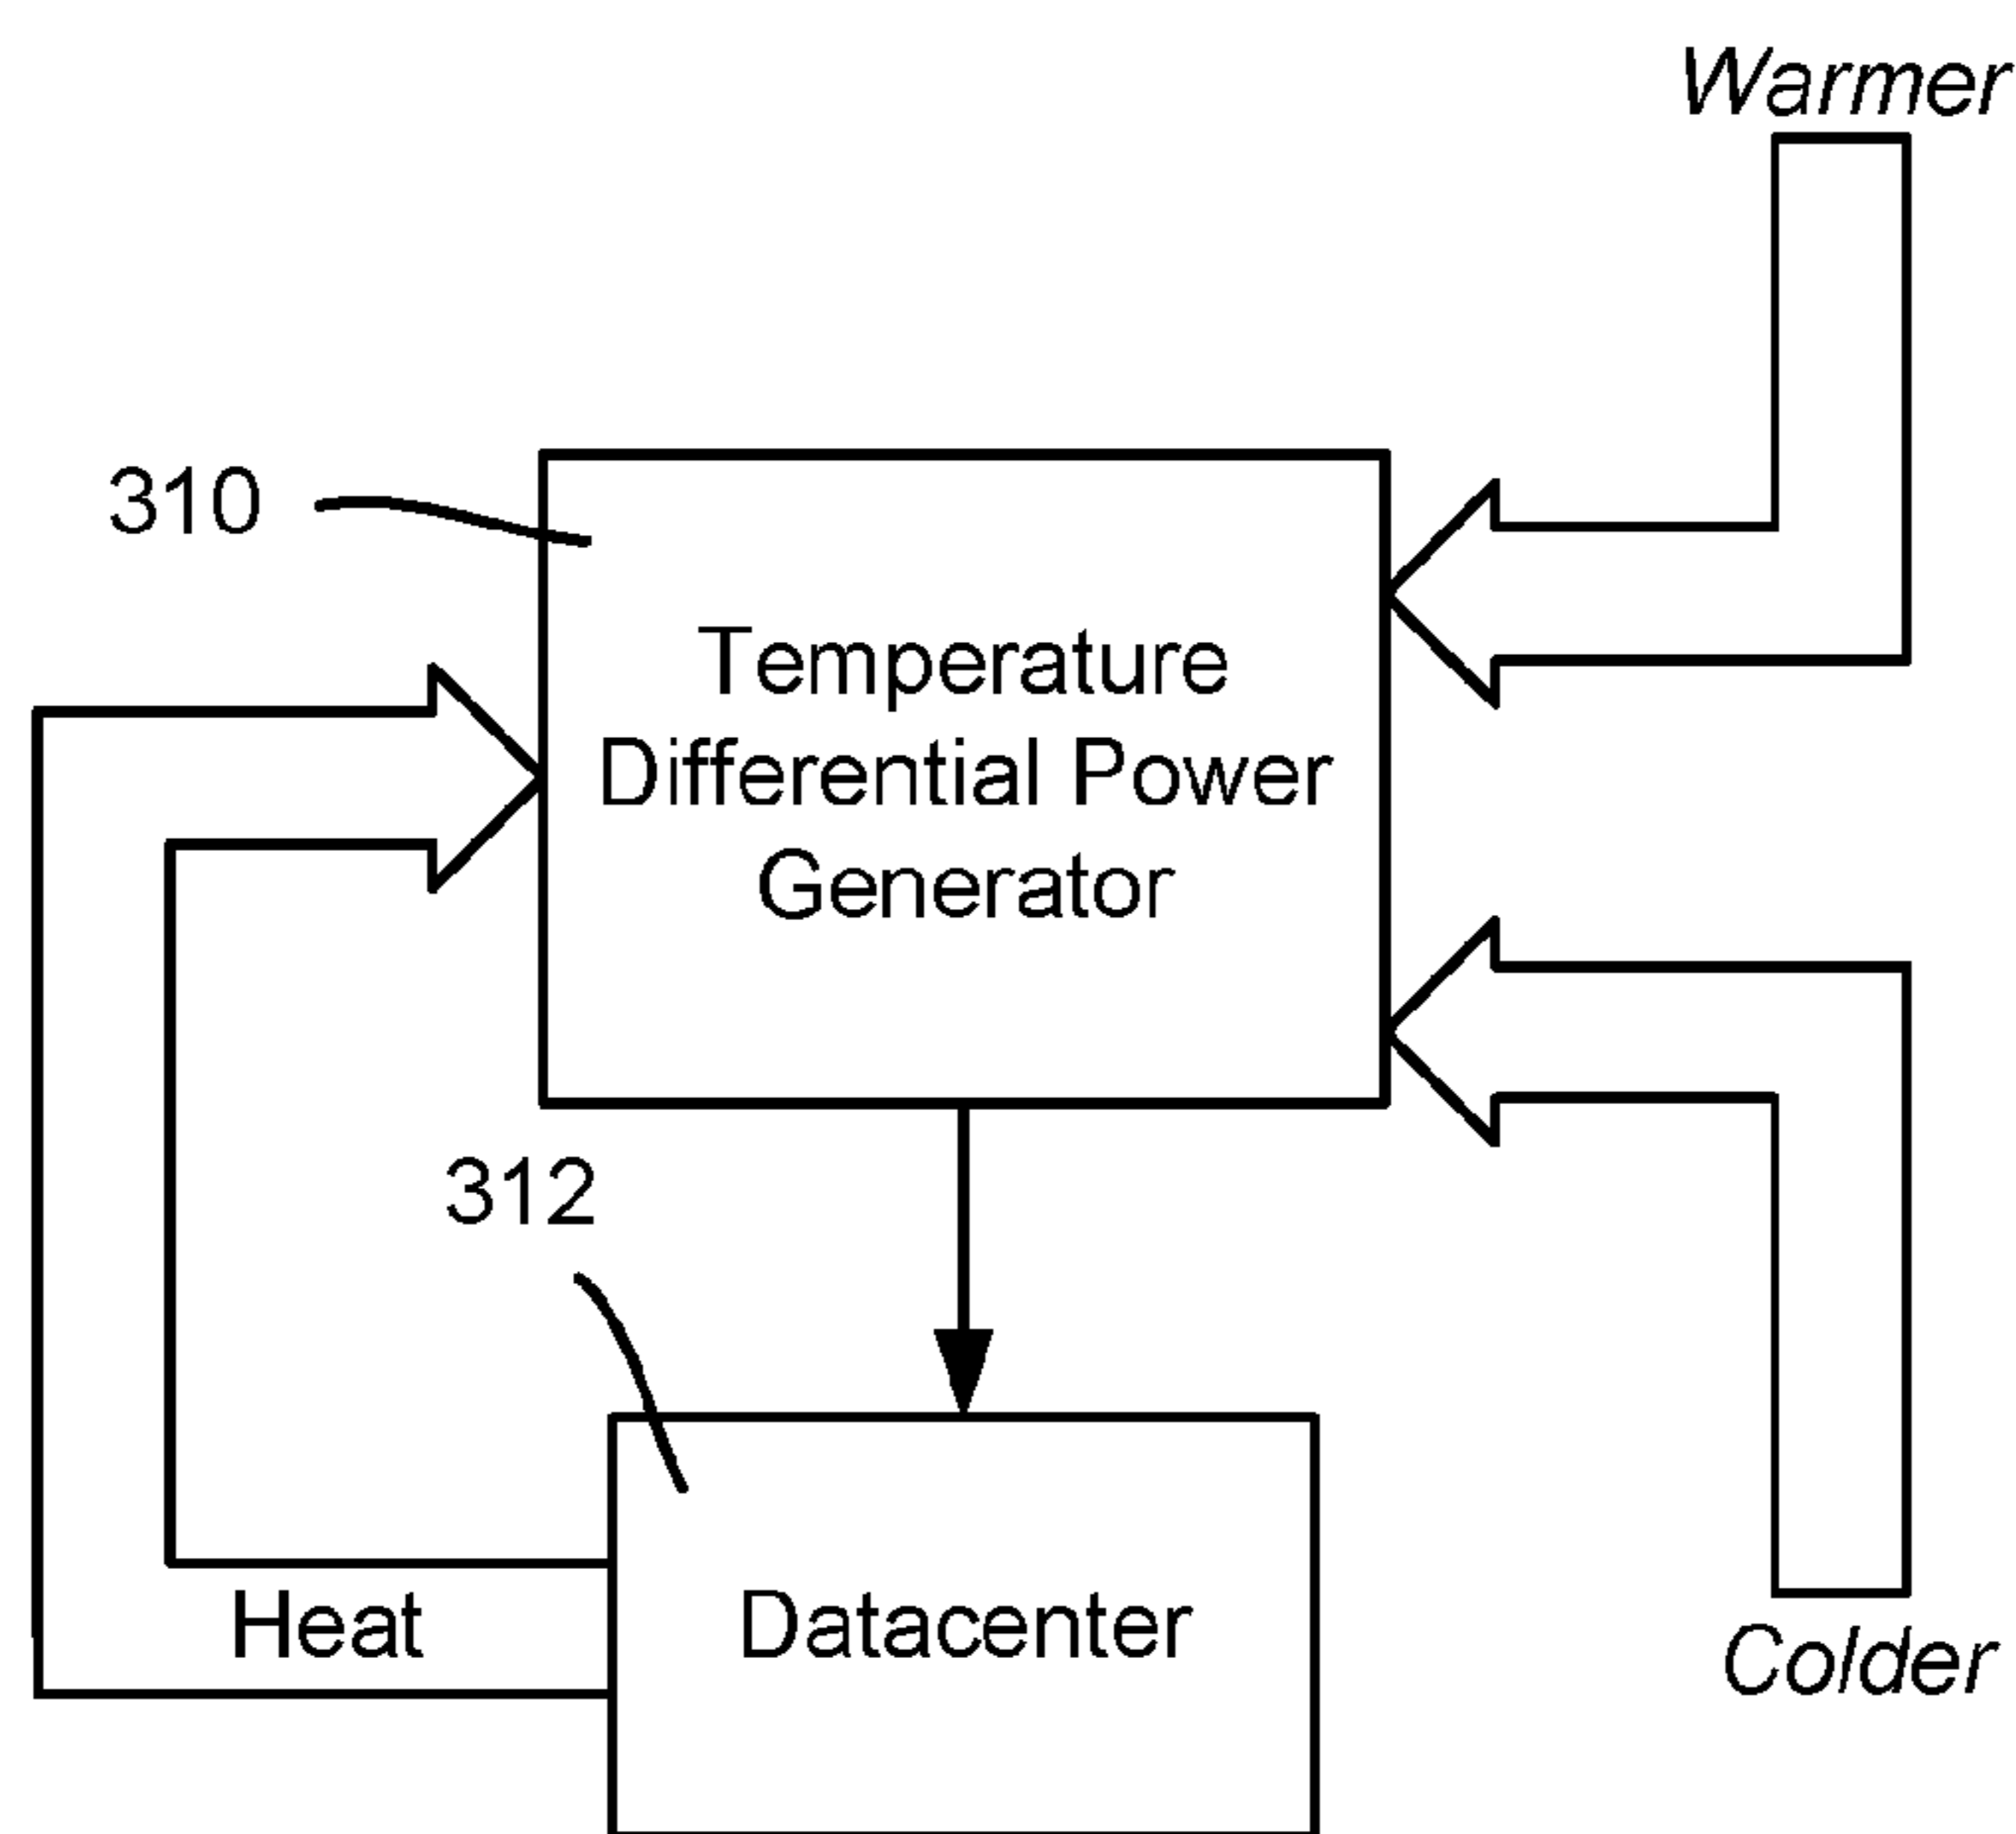 Warmer
310
Temperature
Differential Power
Generator
312
Heat
Datacenter
Colder